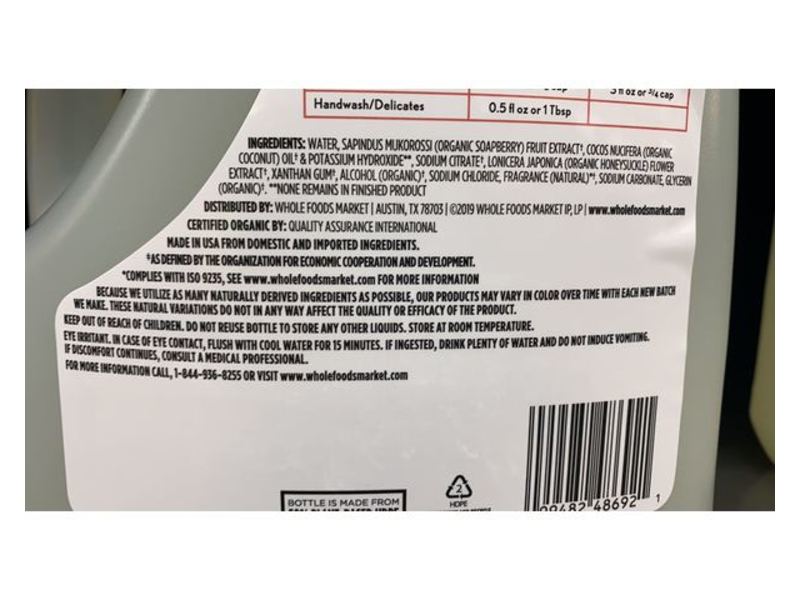 3 fl oz or 3/4 cap
Handwash/Delicates 0.5 fl oz or 1 Tbsp
INGREDIENTS: WATER, SAPINDUS MUKOROSSI (ORGANIC SOAPBERRY) FRUIT EXTRACT‡, COCOS NUCIFERA (ORGANIC
COCONUT) OIL‡ & POTASSIUM HYDROXIDE**, SODIUM CITRATE‡, LONICERA JAPONICA (ORGANIC HONEYSUCKLE) FLOWER
EXTRACT‡, XANTHAN GUM‡, ALCOHOL (ORGANIC)‡, SODIUM CHLORIDE, FRAGRANCE (NATURAL)*‡, SODIUM CARBONATE, GLYCERIN
(ORGANIC)‡. **NONE REMAINS IN FINISHED PRODUCT
DISTRIBUTED BY: WHOLE FOODS MARKET | AUSTIN, TX 78703 | ©2019 WHOLE FOODS MARKET IP, LP | www.wholefoodsmarket.com
CERTIFIED ORGANIC BY: QUALITY ASSURANCE INTERNATIONAL
MADE IN USA FROM DOMESTIC AND IMPORTED INGREDIENTS.
‡AS DEFINED BY THE ORGANIZATION FOR ECONOMIC COOPERATION AND DEVELOPMENT.
*COMPLIES WITH ISO 9235, SEE www.wholefoodsmarket.com FOR MORE INFORMATION
BECAUSE WE UTILIZE AS MANY NATURALLY DERIVED INGREDIENTS AS POSSIBLE, OUR PRODUCTS MAY VARY IN COLOR OVER TIME WITH EACH NEW BATCH
WE MAKE. THESE NATURAL VARIATIONS DO NOT IN ANY WAY AFFECT THE QUALITY OR EFFICACY OF THE PRODUCT.
KEEP OUT OF REACH OF CHILDREN. DO NOT REUSE BOTTLE TO STORE ANY OTHER LIQUIDS. STORE AT ROOM TEMPERATURE.
EYE IRRITANT. IN CASE OF EYE CONTACT, FLUSH WITH COOL WATER FOR 15 MINUTES. IF INGESTED, DRINK PLENTY OF WATER AND DO NOT INDUCE VOMITING.
IF DISCOMFORT CONTINUES, CONSULT A MEDICAL PROFESSIONAL.
FOR MORE INFORMATION CALL, 1-844-936-8255 OR VISIT www.wholefoodsmarket.com
BOTTLE IS MADE FROM
2
HDPE
99482 48692 1